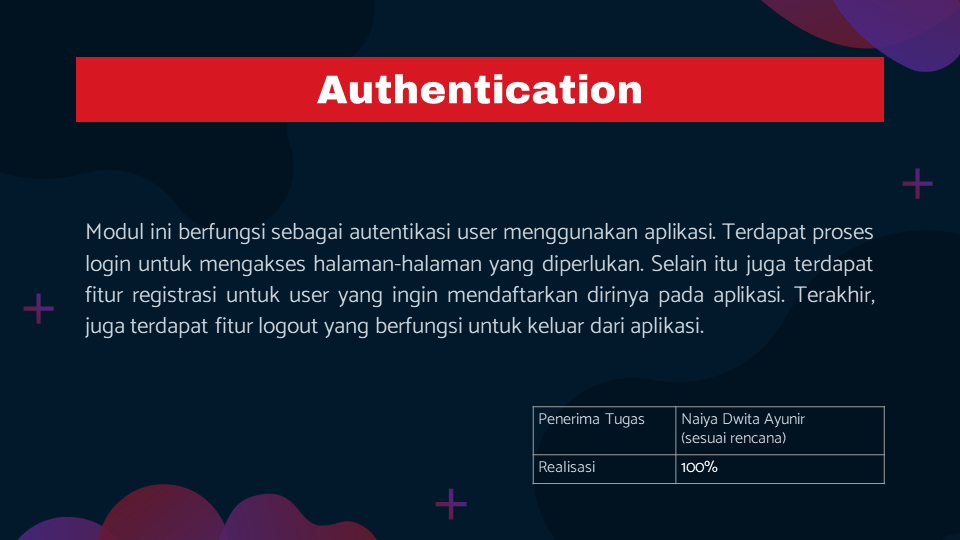 Authentication
Modul ini berfungsi sebagai autentikasi user menggunakan aplikasi. Terdapat proses
login untuk mengakses halaman-halaman yang diperlukan. Selain itu juga terdapat
fitur registrasi untuk user yang ingin mendaftarkan dirinya pada aplikasi. Terakhir,
juga terdapat fitur logout yang berfungsi untuk keluar dari aplikasi.
Penerima Tugas
Naiya Dwita Ayunir
(sesuai rencana)
Realisasi
100%